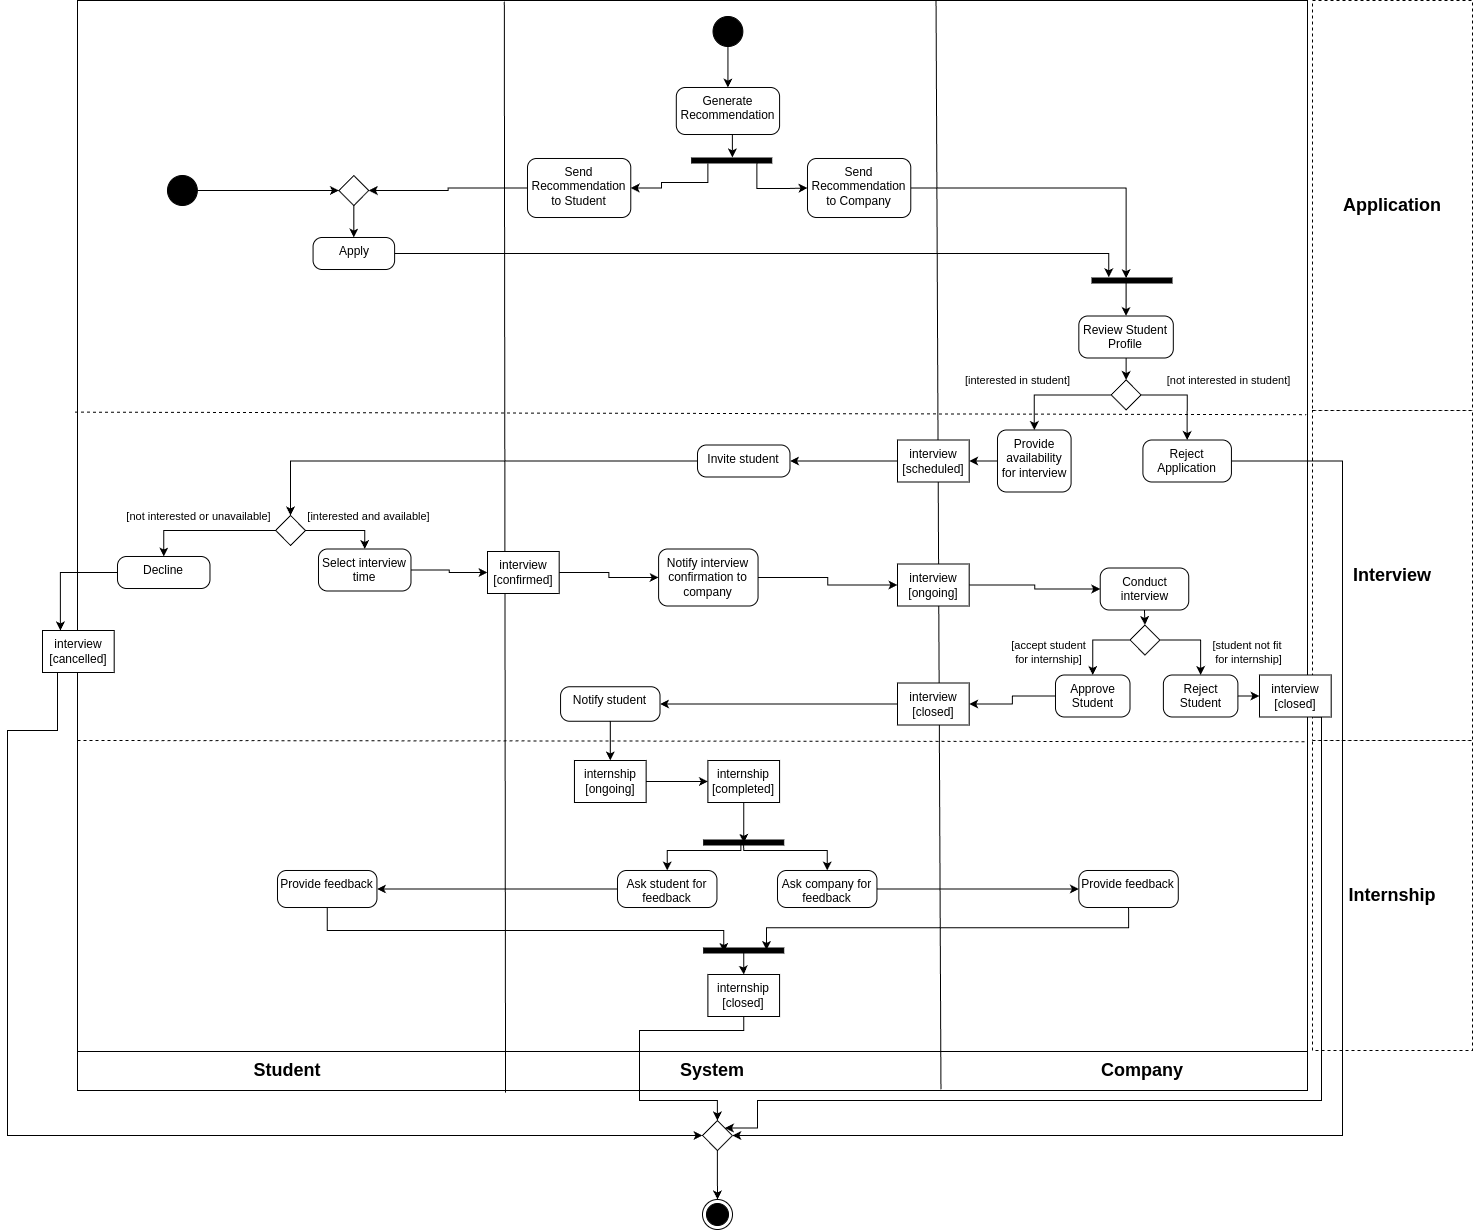 Generate
Recommendation
Send
Recommendation
to Student
Send
Recommendation
to Company
Application
Apply
Review Student
Profile
[interested in student]
[not interested in student]
Provide
availability
for interview
Reject
Application
interview
[scheduled]
Invite student
[not interested or unavailable]
[interested and available]
Decline
Select interview
time
interview
[confirmed]
Notify interview
confirmation to
company
interview
[ongoing]
Conduct
interview
Interview
interview
[cancelled]
[accept student
for internship]
[student not fit
for internship]
Notify student
interview
[closed]
Approve
Student
Reject
Student
interview
[closed]
internship
[ongoing]
internship
[completed]
Provide feedback
Ask student for
feedback
Ask company for
feedback
Provide feedback
Internship
internship
[closed]
Student
System
Company